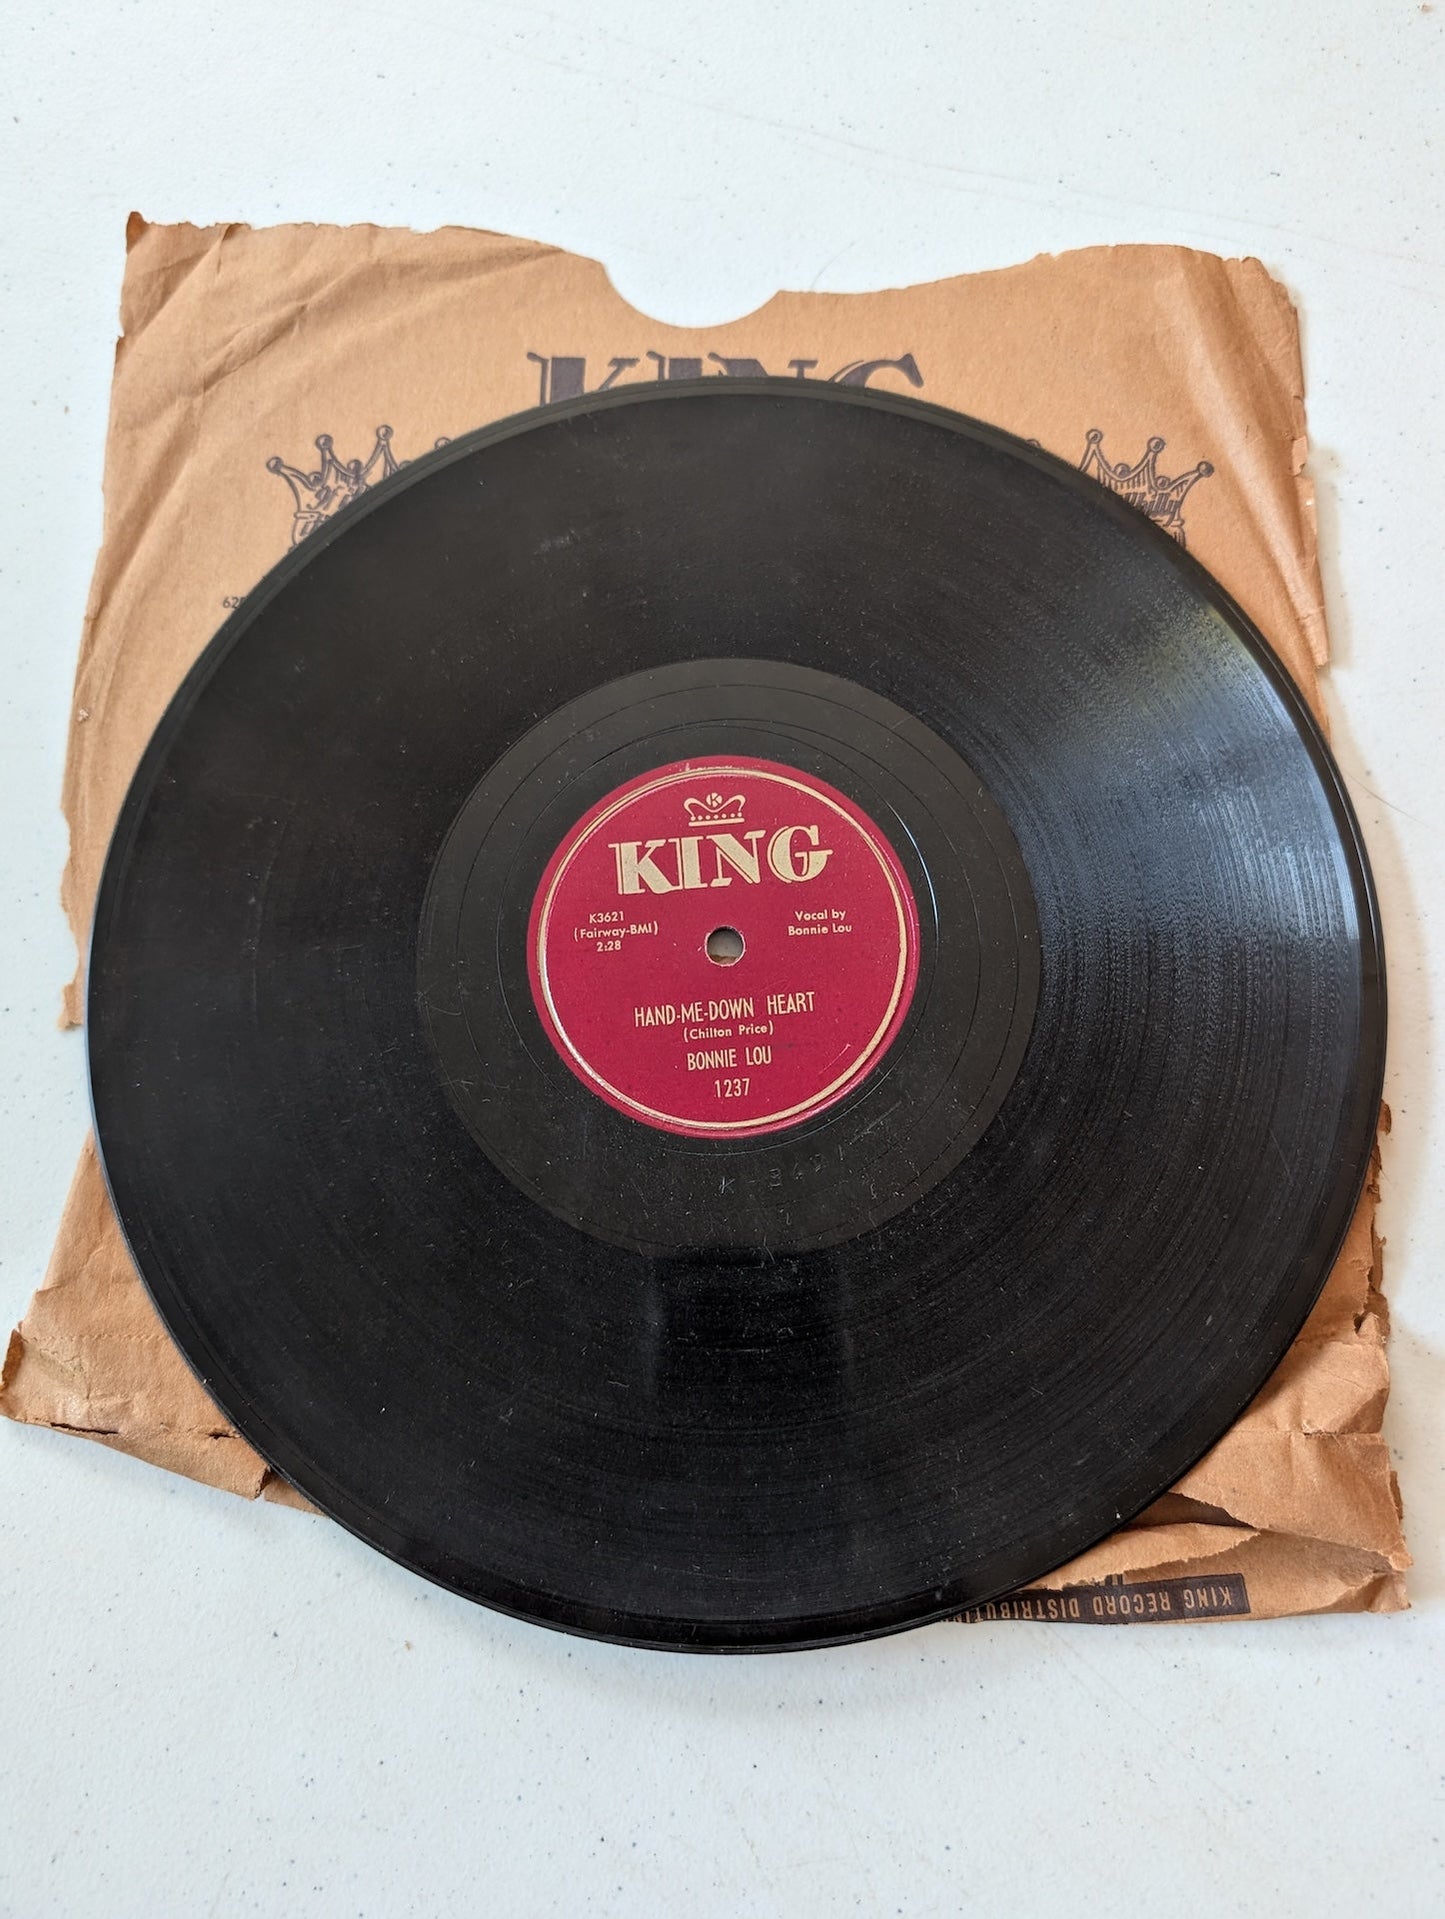 KING
Hillbilly
KING
K3621
(Fairway-BMI)
2:28
Vocal by
Bonnie Lou
HAND-ME-DOWN HEART
(Chilton Price)
BONNIE LOU
1237
KING RECORD